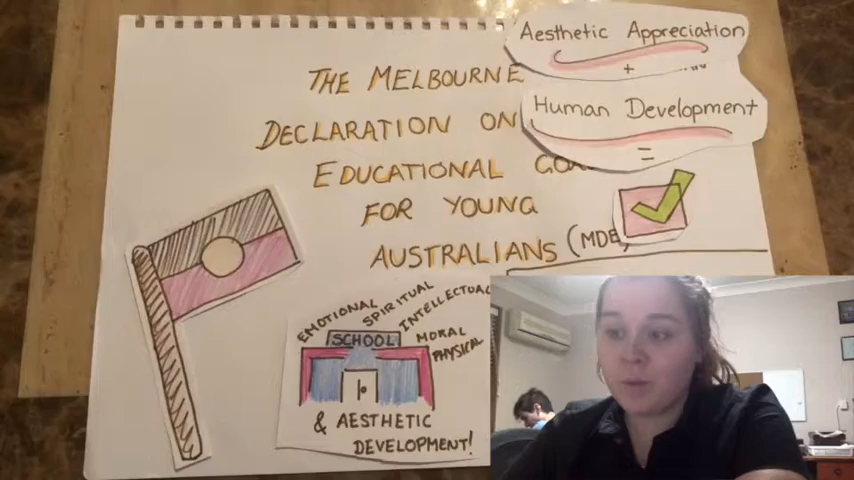 Aesthetic Appreciation
+
Human Development
=
THE MELBOURNE
DECLARATION ON
EDUCATIONAL
FOR YOUNG
AUSTRALIANS (MDE
EMOTIONAL
SPIRITUAL
INTELLECTUAL
MORAL
PHYSICAL
SCHOOL
& AESTHETIC
DEVELOPMENT!